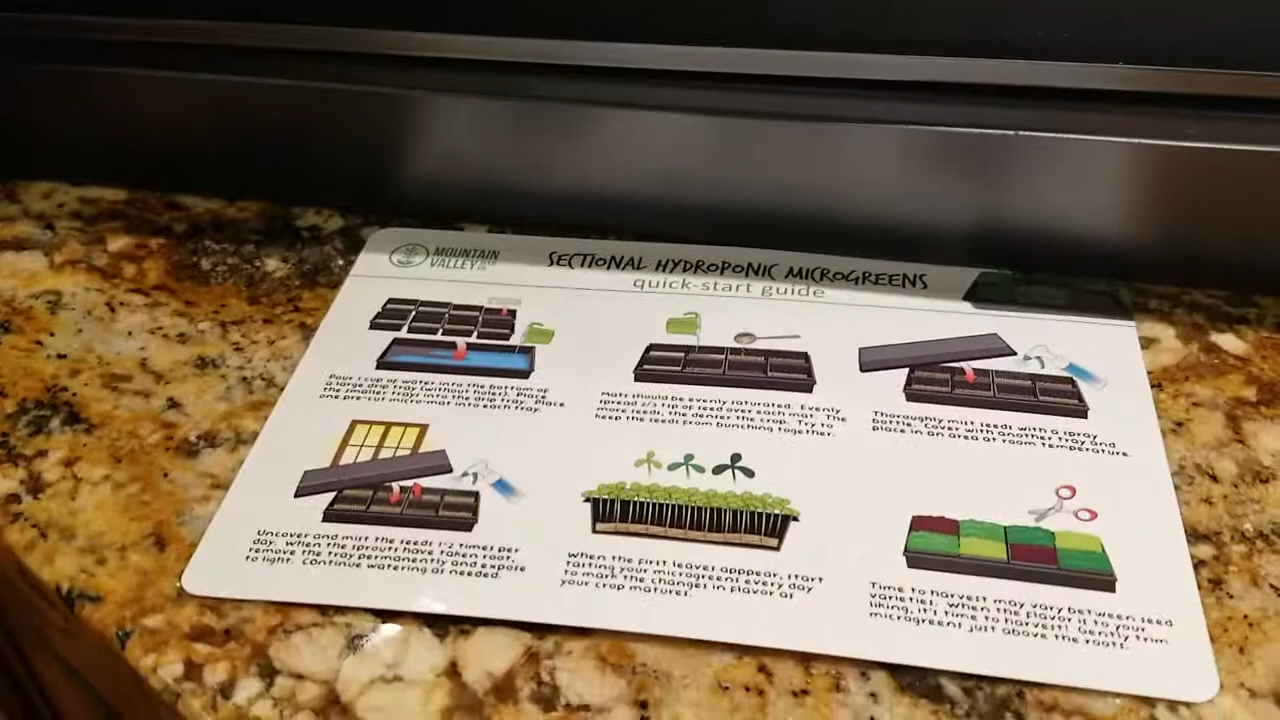 MOUNTAIN
VALLEY SEED CO
SECTIONAL HYDROPONIC MICROGREENS
quick-start guide
Pour 1 cup of water into the bottom of
a large drip tray (without holes). Place
the smaller trays into the drip tray. Place
one pre-cut micro-mat into each tray.
Mats should be evenly saturated. Evenly
spread 2/3 tsp of seed over each mat. The
more seeds, the denser the crop. Try to
keep the seeds from bunching together.
Thoroughly mist seeds with a spray
bottle. Cover with another tray and
place in an area at room temperature.
Uncover and mist the seeds 1-2 times per
day. When the sprouts have taken root,
remove the tray permanently and expose
to light. Continue watering as needed.
When the first leaves apppear, start
tasting your microgreens every day
to mark the changes in flavor as
your crop matures.
Time to harvest may vary between seed
varieties. When the flavor is to your
liking, it's time to harvest! Gently trim
microgreens just above the roots.